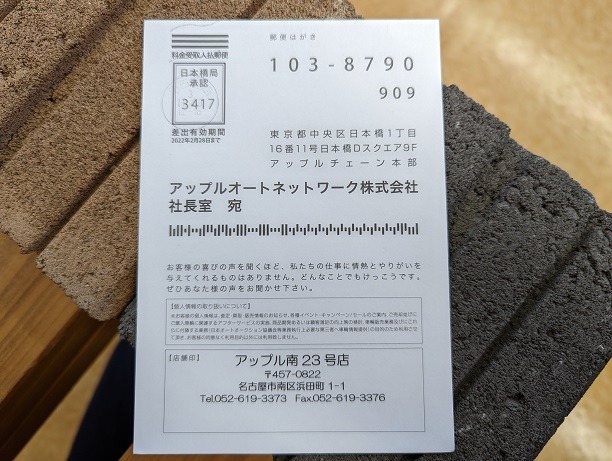 郵便はがき
料金受取人払郵便
日本橋局
承認
3417
差出有効期間
2022年2月28日まで
103-8790
909
東京都中央区日本橋1丁目
16番11号日本橋Dスクエア9F
アップルチェーン本部
アップルオートネットワーク株式会社
社長室 宛
お客様の喜びの声を聞くほど、私たちの仕事に情熱とやりがいを
与えてくれるものはありません。どんなことでもけっこうです。
ぜひあなた様の声をお聞かせ下さい。
【個人情報の取り扱いについて】
【店舗印】
アップル南23号店
〒457-0822
名古屋市南区浜田町 1-1
Tel.052-619-3373 Fax.052-619-3376